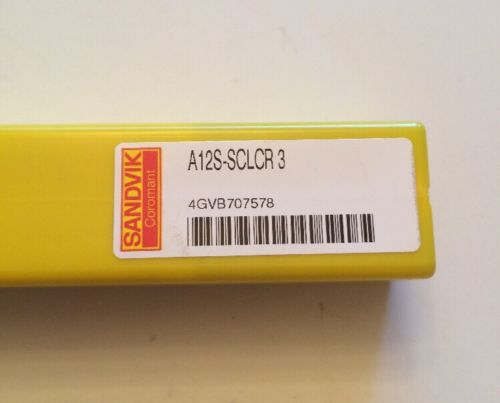 A12S-SCLCR 3
4GVB707578
SANDVIK
Coromant